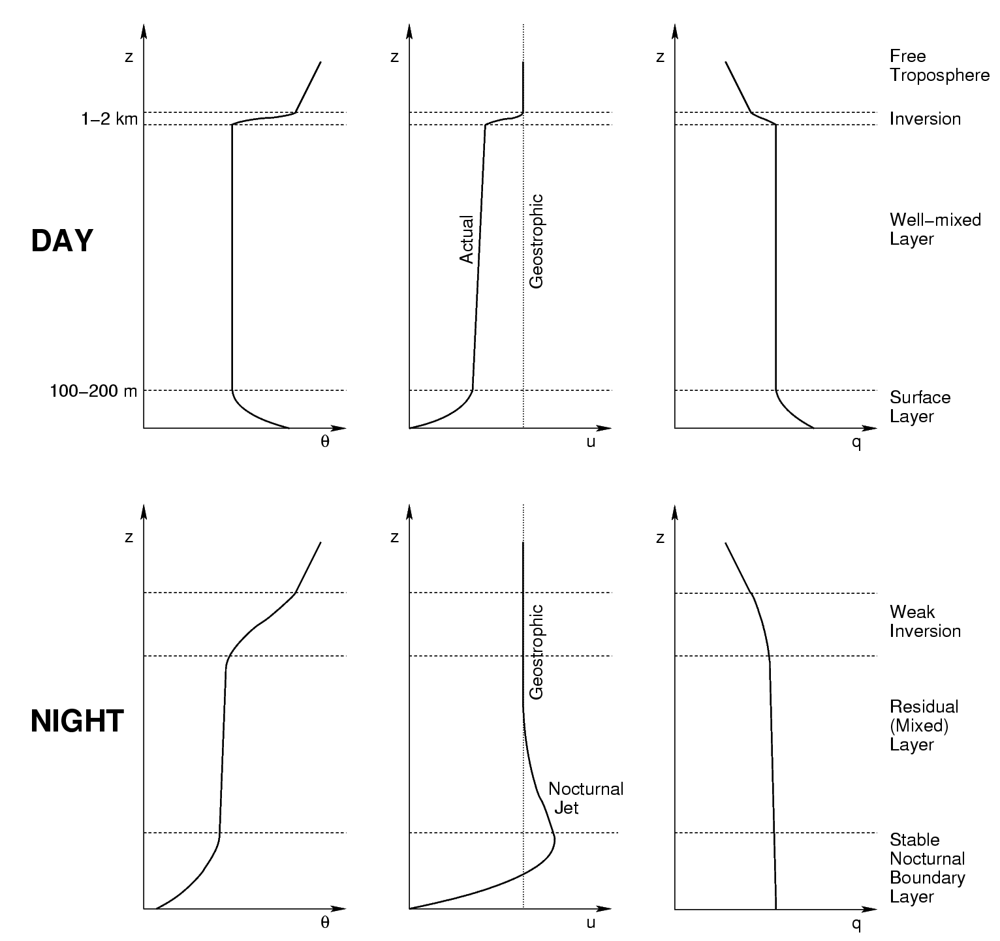 z
z
z
Free
Troposphere
1–2 km
Inversion
DAY
Actual
Geostrophic
Well–mixed
Layer
100–200 m
Surface
Layer
θ
u
q
z
z
z
Weak
Inversion
Geostrophic
NIGHT
Residual
(Mixed)
Layer
Nocturnal
Jet
Stable
Nocturnal
Boundary
Layer
θ
u
q